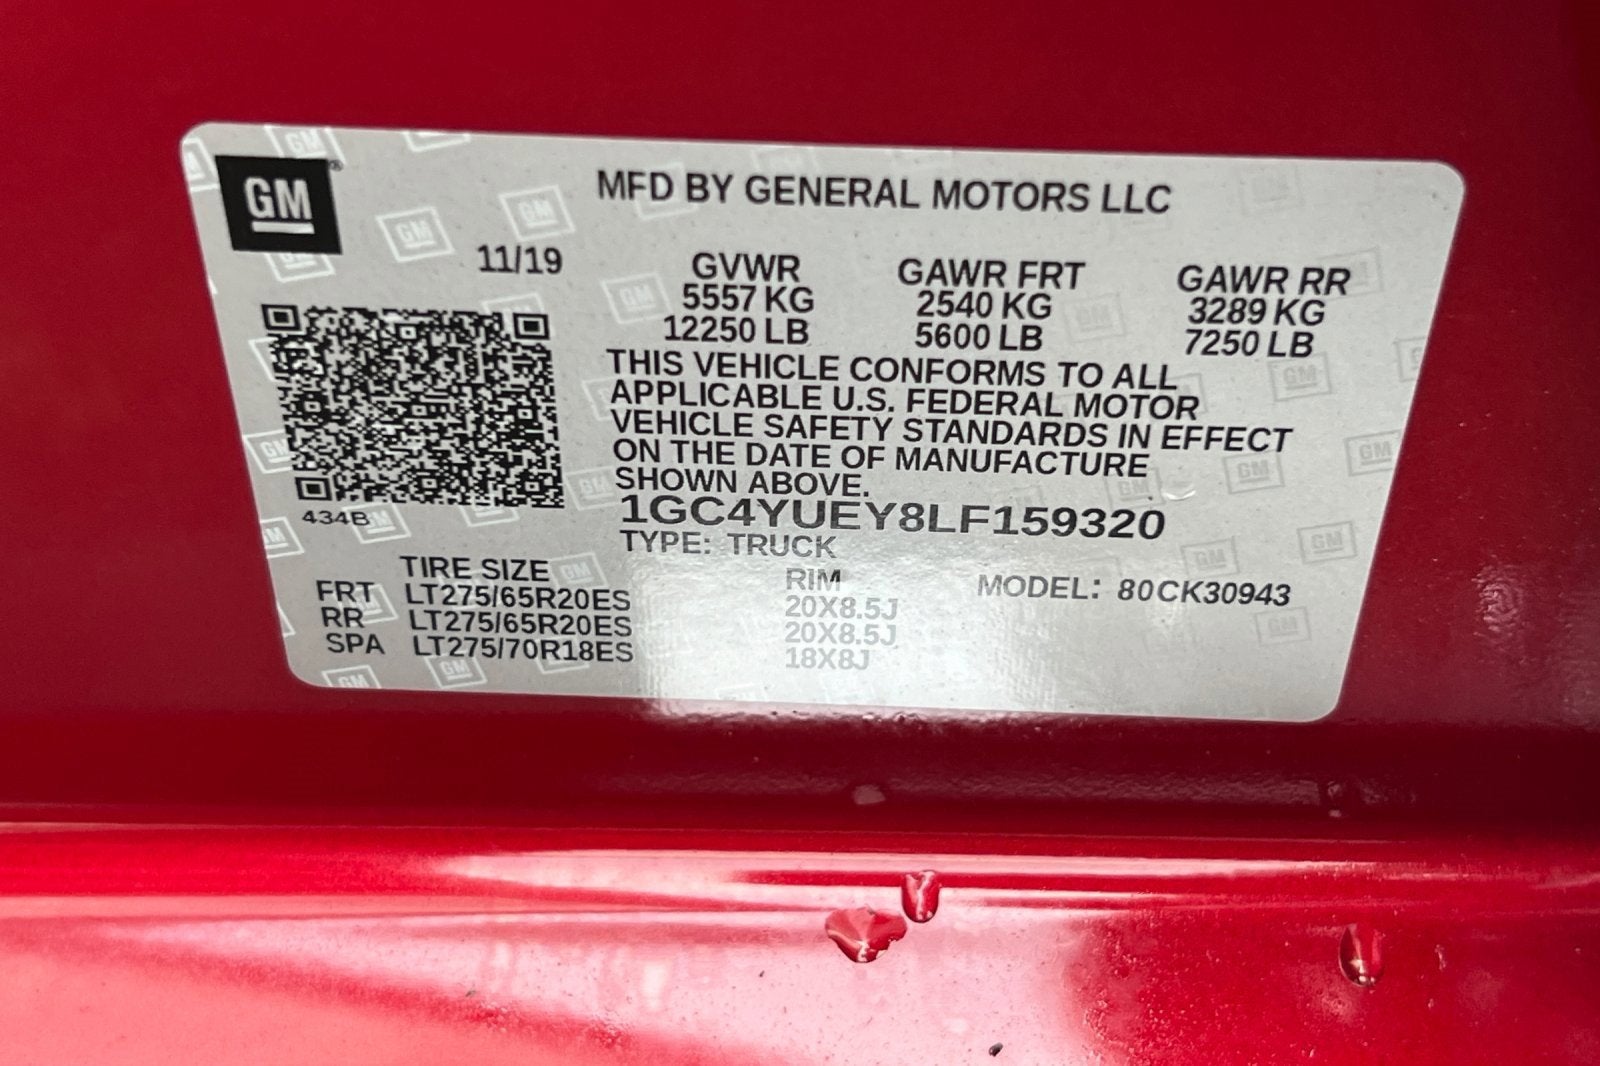 GM
MFD BY GENERAL MOTORS LLC
11/19
GVWR GAWR FRT GAWR RR
5557 KG 2540 KG 3289 KG
12250 LB 5600 LB 7250 LB
THIS VEHICLE CONFORMS TO ALL
APPLICABLE U.S. FEDERAL MOTOR
VEHICLE SAFETY STANDARDS IN EFFECT
ON THE DATE OF MANUFACTURE
SHOWN ABOVE.
434B
1GC4YUEY8LF159320
TYPE: TRUCK
TIRE SIZE RIM MODEL: 80CK30943
FRT LT275/65R20ES 20X8.5J
RR LT275/65R20ES 20X8.5J
SPA LT275/70R18ES 18X8J